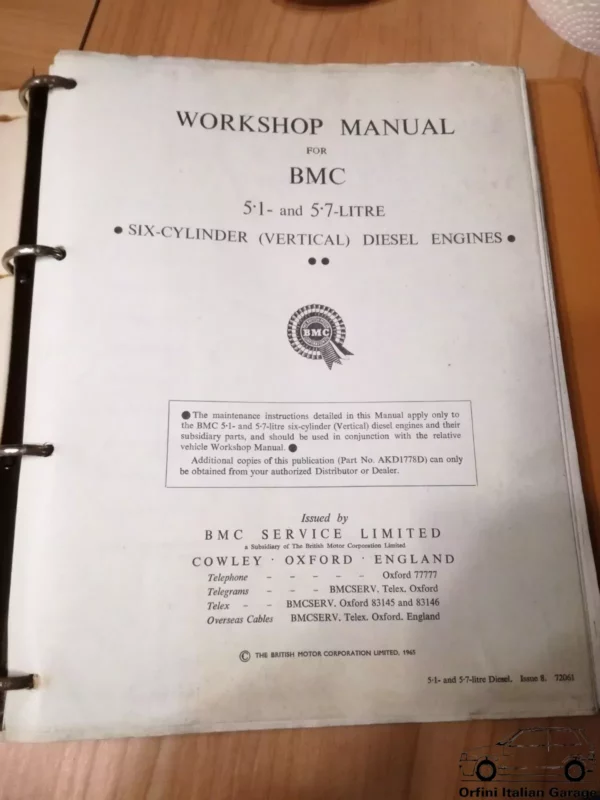 WORKSHOP MANUAL
FOR
BMC
5·1- and 5·7-LITRE
● SIX-CYLINDER (VERTICAL) DIESEL ENGINES ●
●●
BMC
● The maintenance instructions detailed in this Manual apply only to
the BMC 5·1- and 5·7-litre six-cylinder (Vertical) diesel engines and their
subsidiary parts, and should be used in conjunction with the relative
vehicle Workshop Manual. ●
Additional copies of this publication (Part No. AKD1778D) can only
be obtained from your authorized Distributor or Dealer.
Issued by
BMC SERVICE LIMITED
a Subsidiary of The British Motor Corporation Limited
COWLEY · OXFORD · ENGLAND
Telephone – – – – – Oxford 77777
Telegrams – – – BMCSERV. Telex. Oxford
Telex – – BMCSERV. Oxford 83145 and 83146
Overseas Cables BMCSERV. Telex. Oxford. England
© THE BRITISH MOTOR CORPORATION LIMITED, 1965
5·1- and 5·7-litre Diesel. Issue 8. 72061
Orfini Italian Garage